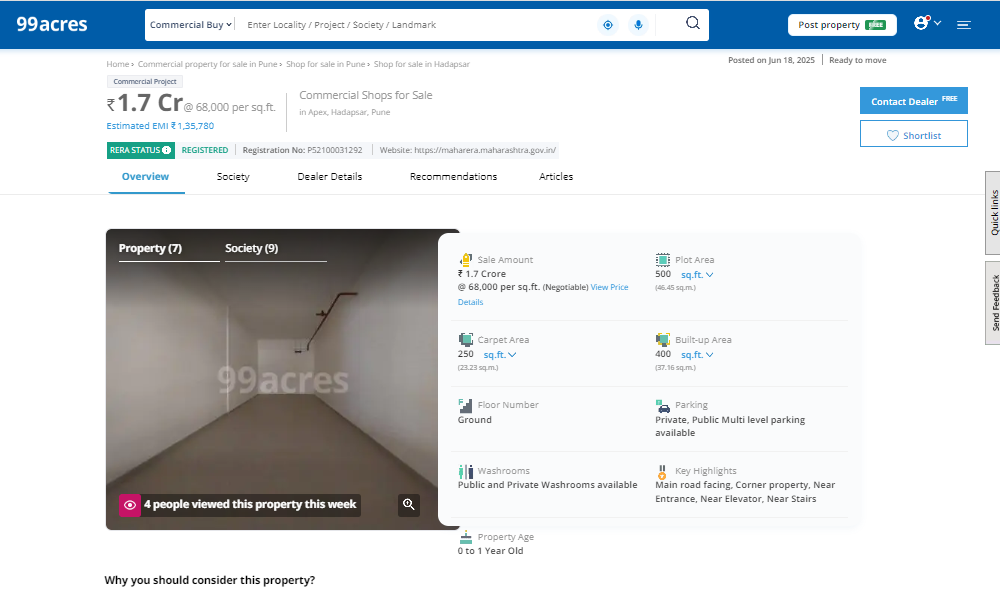 99acres
Commercial Buy
Enter Locality / Project / Society / Landmark
Post property FREE
Home › Commercial property for sale in Pune › Shop for sale in Pune › Shop for sale in Hadapsar
Posted on Jun 18, 2025 | Ready to move
Commercial Project
₹1.7 Cr @ 68,000 per sq.ft.
Estimated EMI ₹1,35,780
Commercial Shops for Sale
in Apex, Hadapsar, Pune
Contact Dealer FREE
Shortlist
RERA STATUS REGISTERED | Registration No: P52100031292 | Website: https://maharera.maharashtra.gov.in/
Overview Society Dealer Details Recommendations Articles
Quick links
Send Feedback
Property (7) Society (9)
99acres
4 people viewed this property this week
Sale Amount
₹ 1.7 Crore
@ 68,000 per sq.ft. (Negotiable) View Price
Details
Plot Area
500 sq.ft.
(46.45 sq.m.)
Carpet Area
250 sq.ft.
(23.23 sq.m.)
Built-up Area
400 sq.ft.
(37.16 sq.m.)
Floor Number
Ground
Parking
Private, Public Multi level parking
available
Washrooms
Public and Private Washrooms available
Key Highlights
Main road facing, Corner property, Near
Entrance, Near Elevator, Near Stairs
Property Age
0 to 1 Year Old
Why you should consider this property?